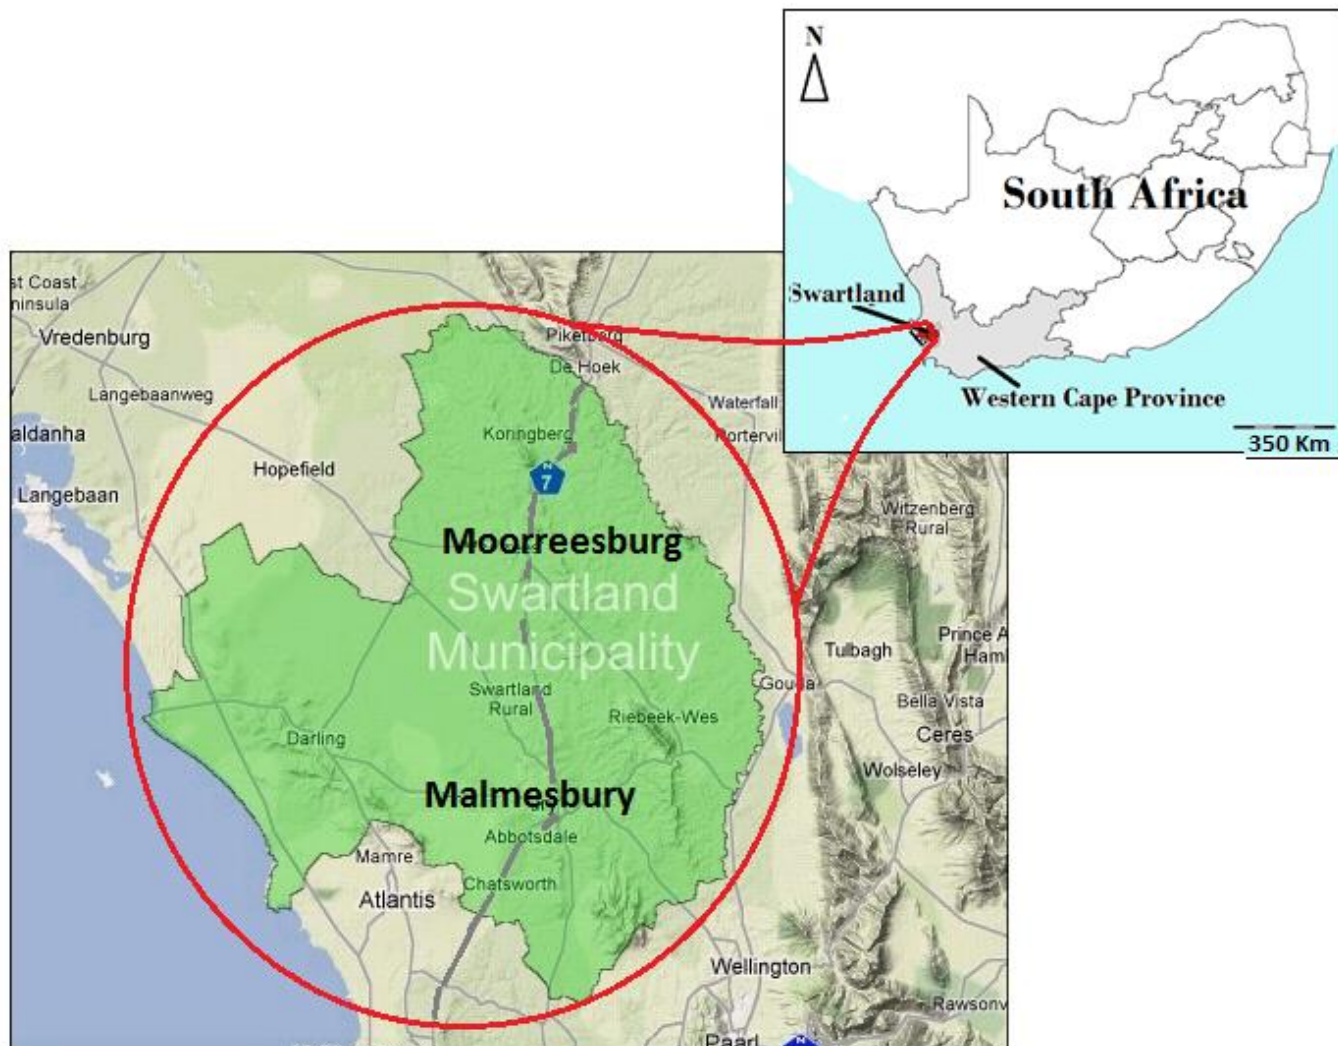 N
South Africa
Swartland
Western Cape Province
350 Km
st Coast
ninsula
Vredenburg
Piketberg
De Hoek
Langebaanweg
Waterfall
Portervil
aldanha
Koringberg
Hopefield
N
7
Langebaan
Witzenberg
Rural
Moorreesburg
Swartland
Municipality
Prince A
Haml
Tulbagh
Gouda
Swartland
Rural
Riebeek-Wes
Bella Vista
Ceres
Darling
Wolseley
Malmesbury
Abbotsdale
Mamre
Chatsworth
Atlantis
Wellington
Rawsonv
Paarl
N